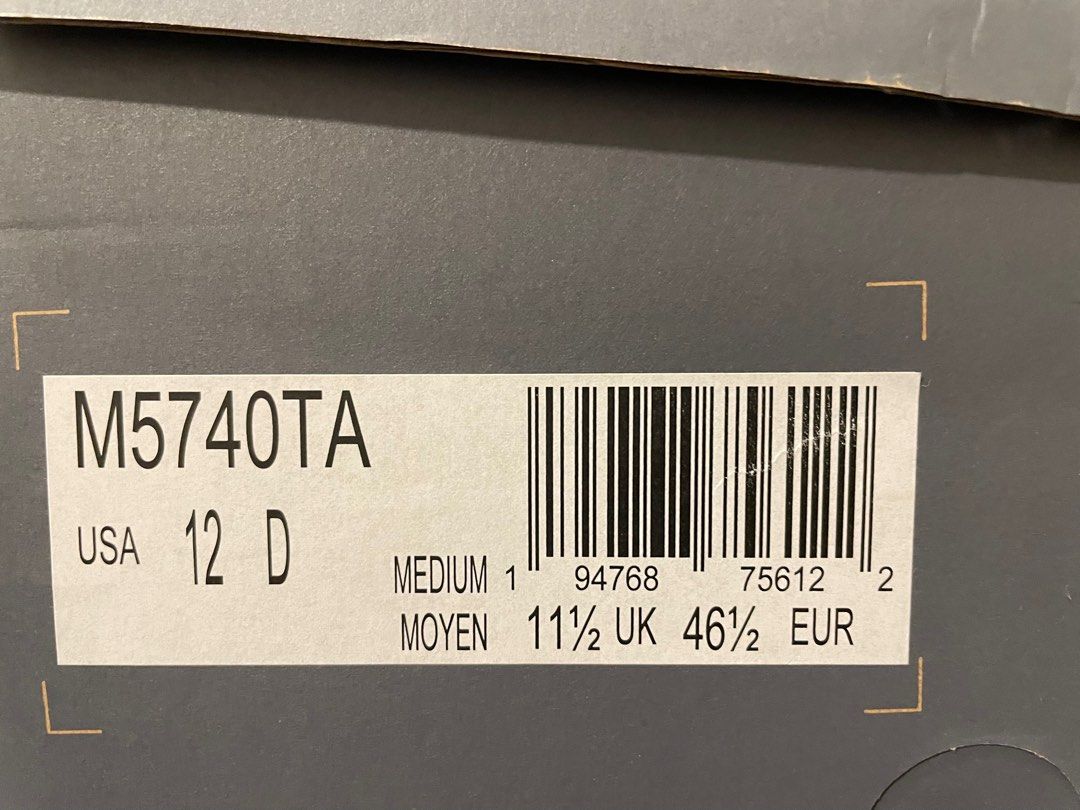 M5740TA
USA 12 D
MEDIUM 1 94768 75612 2
MOYEN 11½ UK 46½ EUR